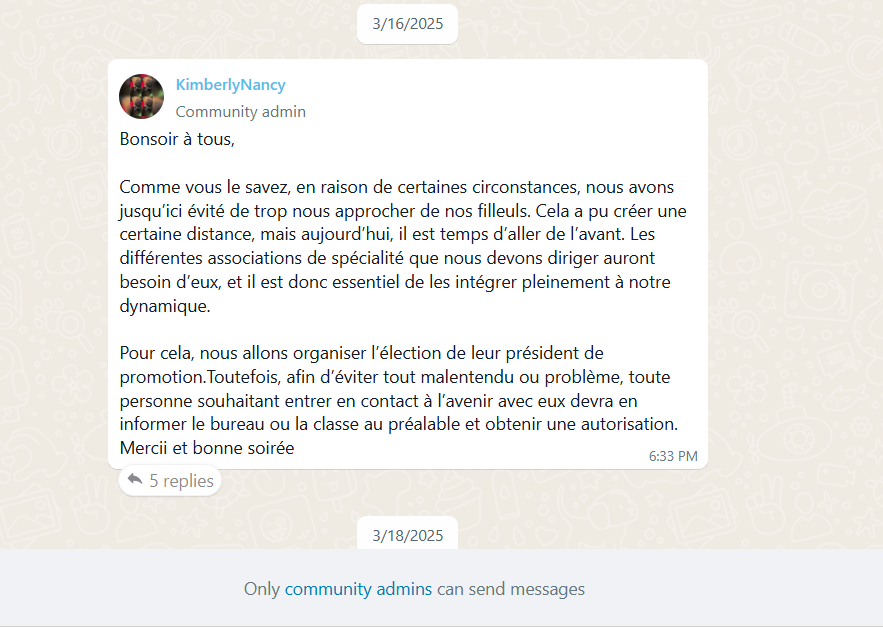 3/16/2025
KimberlyNancy
Community admin
Bonsoir à tous,
Comme vous le savez, en raison de certaines circonstances, nous avons
jusqu'ici évité de trop nous approcher de nos filleuls. Cela a pu créer une
certaine distance, mais aujourd'hui, il est temps d'aller de l'avant. Les
différentes associations de spécialité que nous devons diriger auront
besoin d'eux, et il est donc essentiel de les intégrer pleinement à notre
dynamique.
Pour cela, nous allons organiser l'élection de leur président de
promotion.Toutefois, afin d'éviter tout malentendu ou problème, toute
personne souhaitant entrer en contact à l'avenir avec eux devra en
informer le bureau ou la classe au préalable et obtenir une autorisation.
Mercii et bonne soirée
6:33 PM
5 replies
3/18/2025
Only community admins can send messages